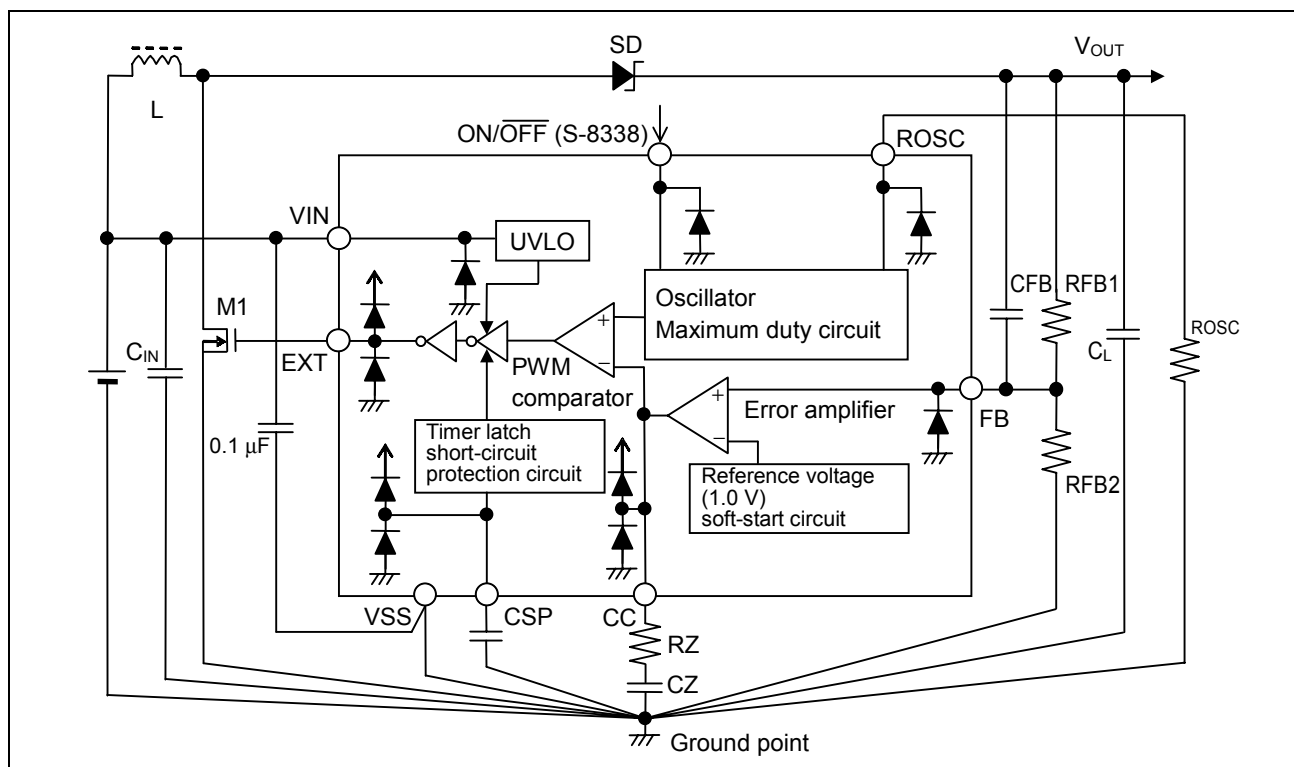 SD
VOUT
L
ON/OFF (S-8338)
ROSC
VIN
UVLO
M1
CIN
EXT
Oscillator
Maximum duty circuit
CFB
RFB1
CL
ROSC
PWM
comparator
+
−
+
−
Error amplifier
FB
0.1 μF
Timer latch
short-circuit
protection circuit
Reference voltage
(1.0 V)
soft-start circuit
RFB2
VSS
CSP
CC
RZ
CZ
Ground point